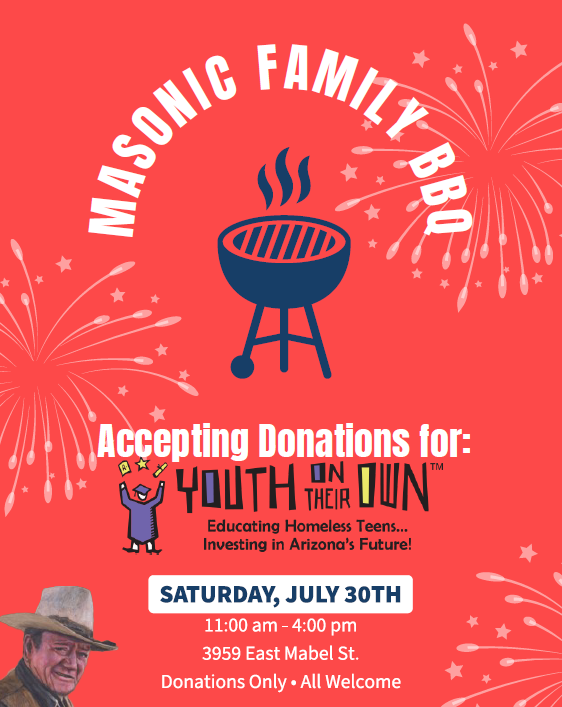 MASONIC FAMILY BBQ
Accepting Donations for:
YOUTH ON THEIR OWN™
Educating Homeless Teens...
Investing in Arizona's Future!
SATURDAY, JULY 30TH
11:00 am - 4:00 pm
3959 East Mabel St.
Donations Only • All Welcome